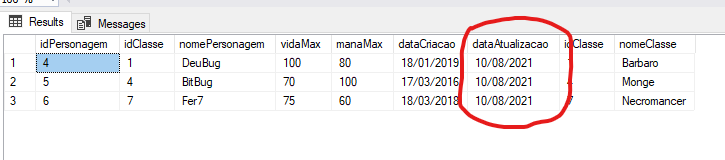 100 %
Results Messages
idPersonagem idClasse nomePersonagem vidaMax manaMax dataCriacao dataAtualizacao idClasse nomeClasse
1 4 1 DeuBug 100 80 18/01/2019 10/08/2021 Barbaro
2 5 4 BitBug 70 100 17/03/2016 10/08/2021 Monge
3 6 7 Fer7 75 60 18/03/2018 10/08/2021 7 Necromancer